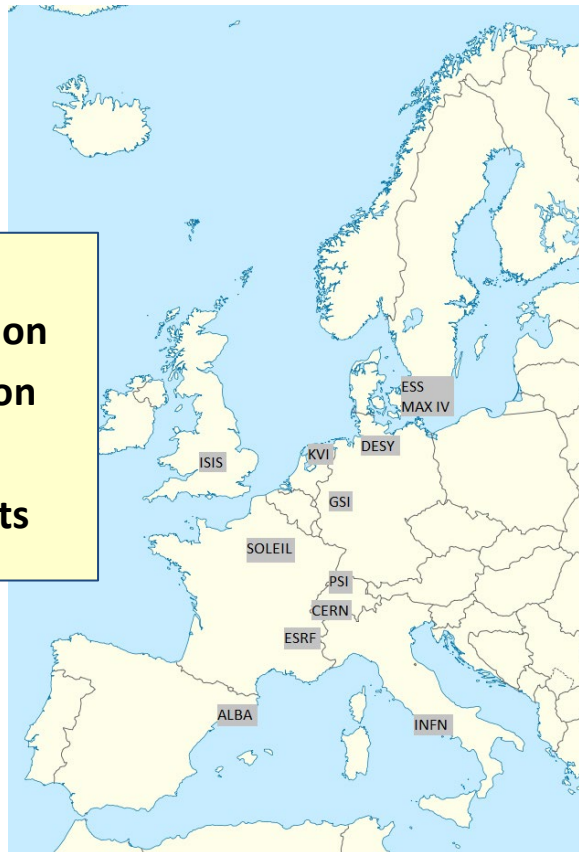 on
on
ts
ESS
MAX IV
KVI
DESY
ISIS
GSI
SOLEIL
PSI
CERN
ESRF
ALBA
INFN